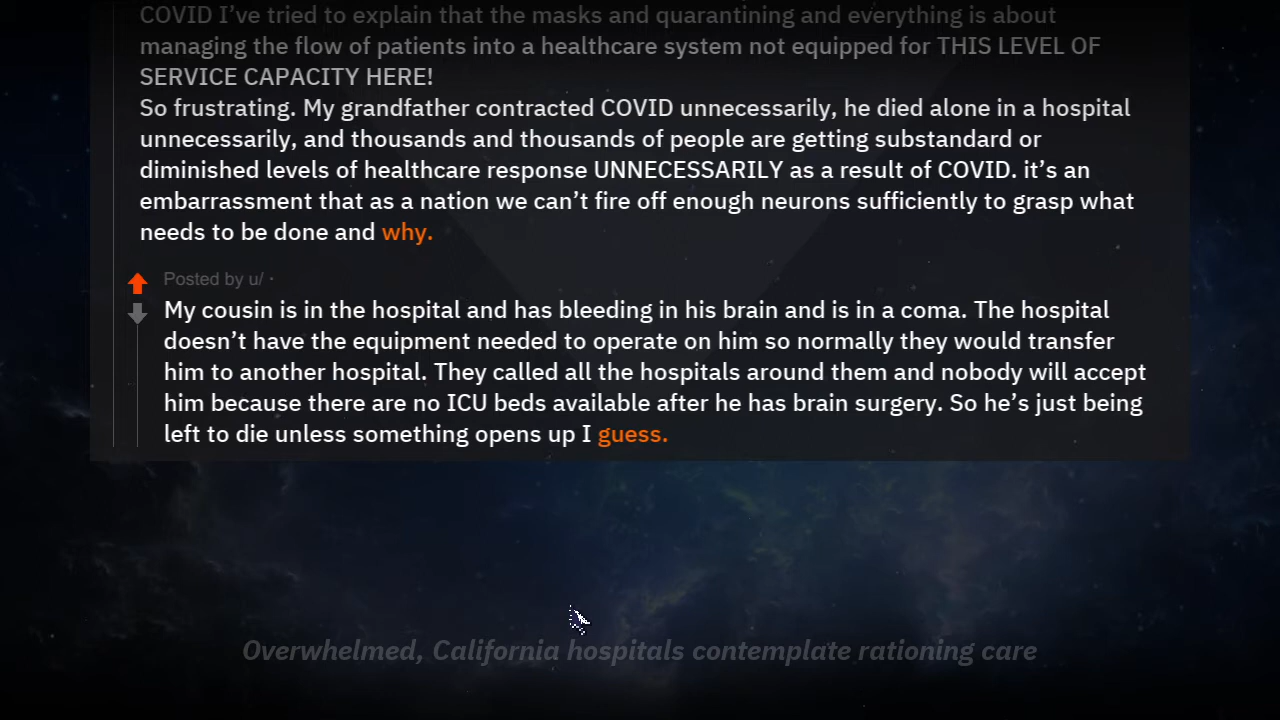 COVID I’ve tried to explain that the masks and quarantining and everything is about
managing the flow of patients into a healthcare system not equipped for THIS LEVEL OF
SERVICE CAPACITY HERE!
So frustrating. My grandfather contracted COVID unnecessarily, he died alone in a hospital
unnecessarily, and thousands and thousands of people are getting substandard or
diminished levels of healthcare response UNNECESSARILY as a result of COVID. it’s an
embarrassment that as a nation we can’t fire off enough neurons sufficiently to grasp what
needs to be done and why.
Posted by u/ ·
My cousin is in the hospital and has bleeding in his brain and is in a coma. The hospital
doesn’t have the equipment needed to operate on him so normally they would transfer
him to another hospital. They called all the hospitals around them and nobody will accept
him because there are no ICU beds available after he has brain surgery. So he’s just being
left to die unless something opens up I guess.
Overwhelmed, California hospitals contemplate rationing care